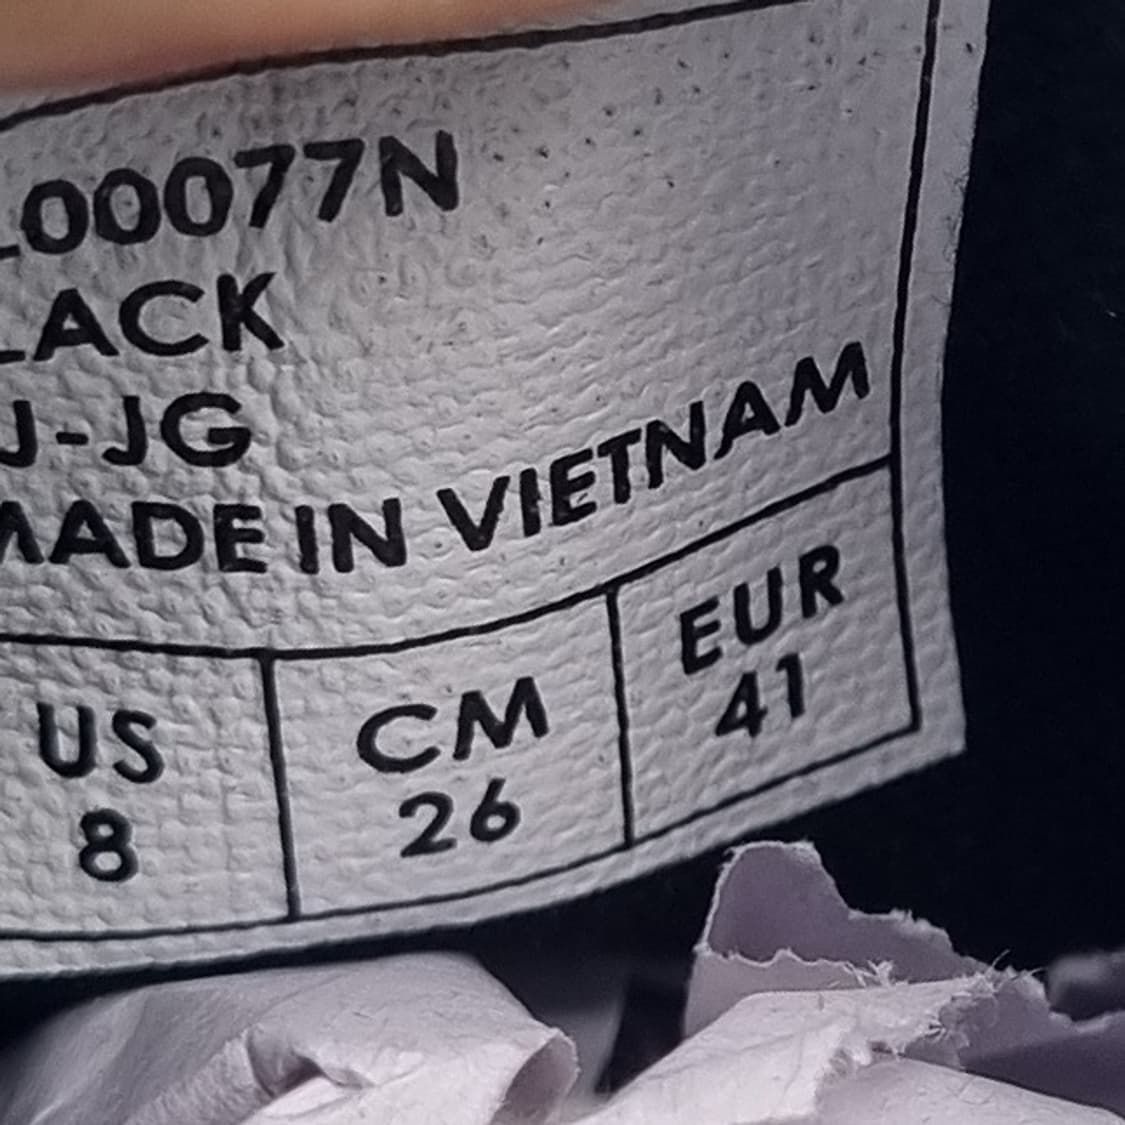 L00077N
LACK
J-JG
MADE IN VIETNAM
US CM EUR
8 26 41